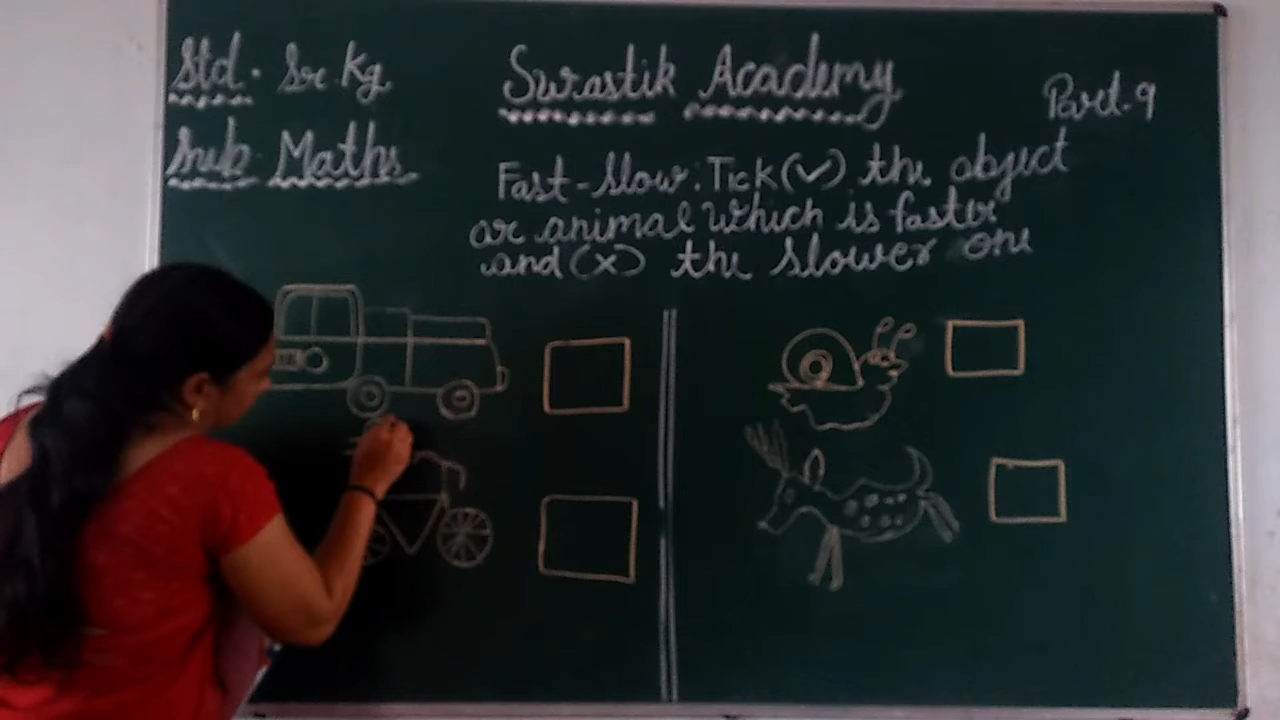 Std. Sr Kg
Swastik Academy
Part-9
Sub Maths
Fast-Slow: Tick(✓) the object
or animal which is faster
and (x) the slower one